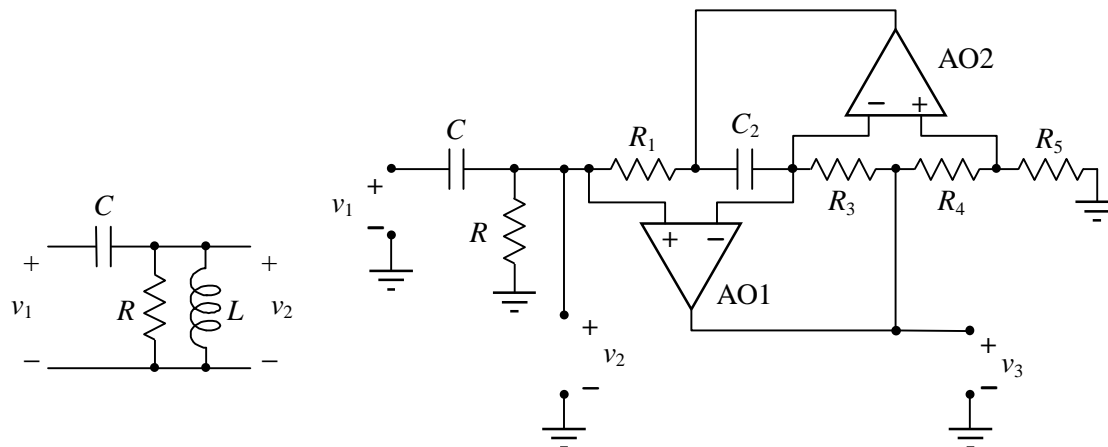 C
+
v1
−
R
L
+
v2
−
C
+
v1
−
R
R1
C2
− +
AO2
R3
R4
R5
+ −
AO1
+
v2
−
+
v3
−